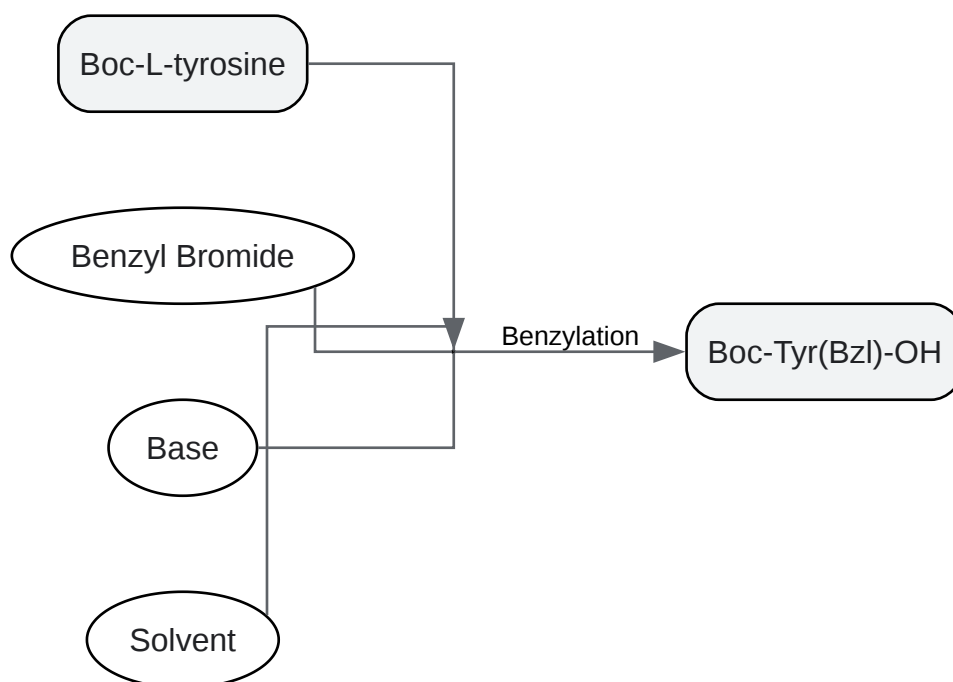 Boc-L-tyrosine
Benzyl Bromide
Benzylation
Boc-Tyr(Bzl)-OH
Base
Solvent